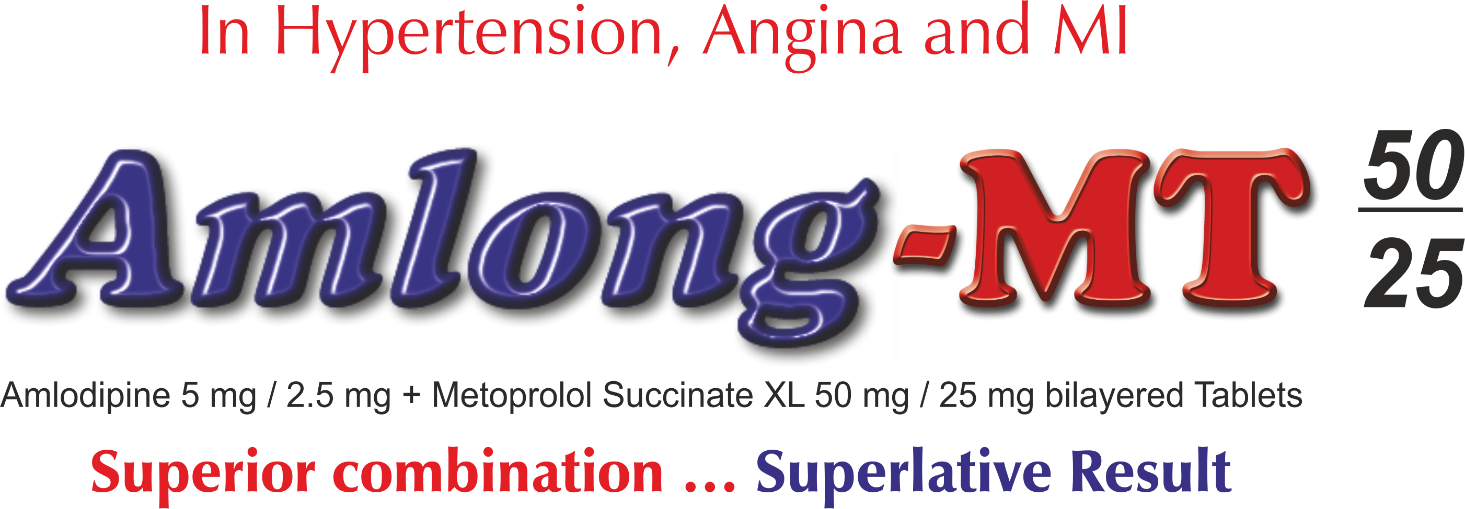 In Hypertension, Angina and MI
Amlong-MT 50
25
Amlodipine 5 mg / 2.5 mg + Metoprolol Succinate XL 50 mg / 25 mg bilayered Tablets
Superior combination ... Superlative Result